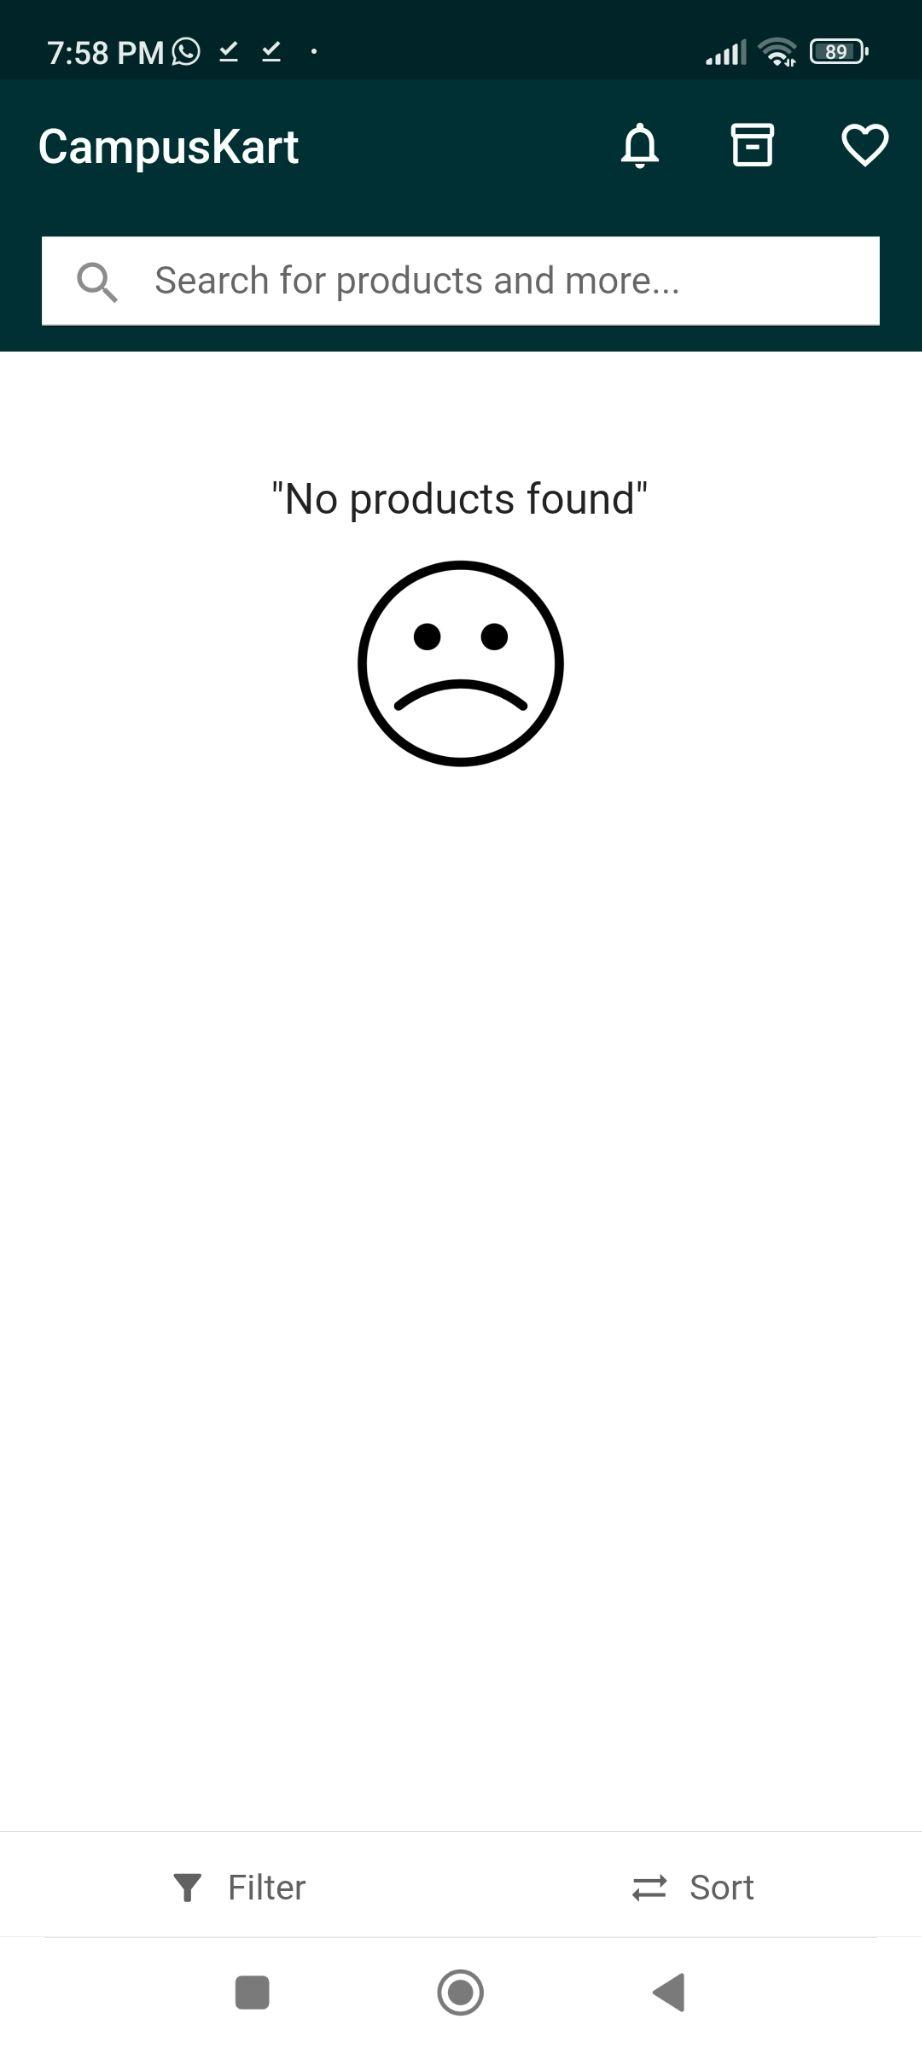 7:58 PM
89
CampusKart
Search for products and more...
"No products found"
Filter
Sort